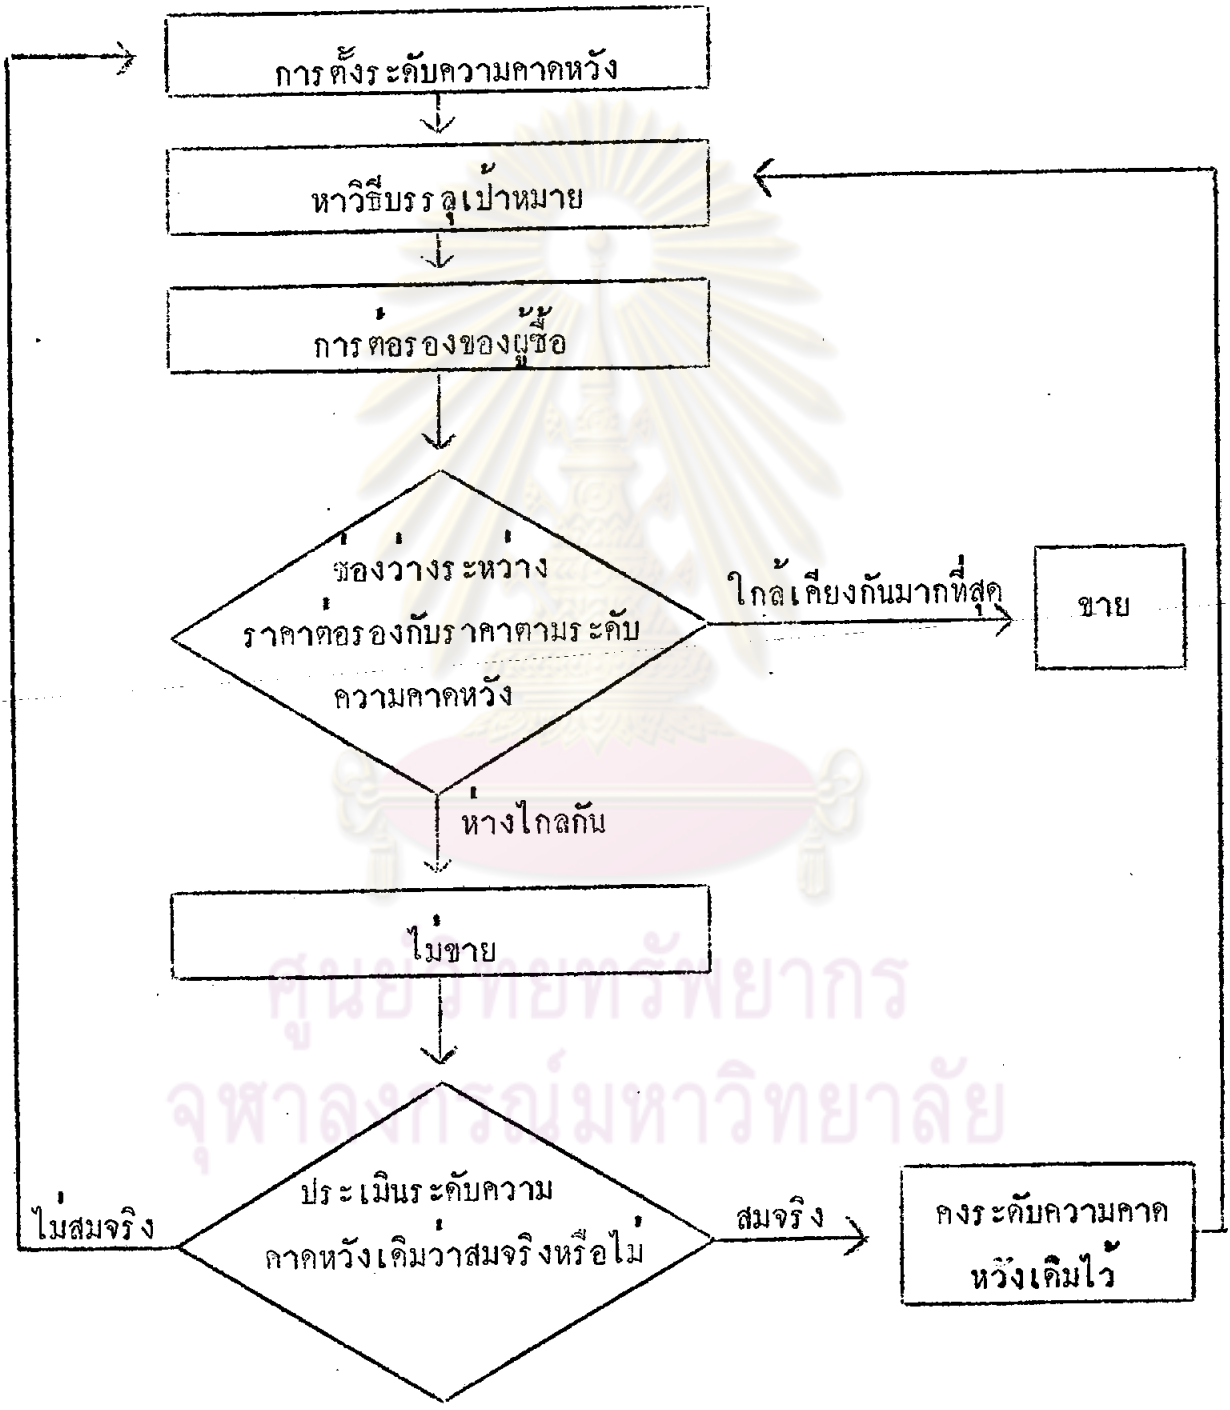 การตั้งระดับความคาดหวัง
หาวิธีบรรลุเป้าหมาย
การต่อรองของผู้ซื้อ
ช่องว่างระหว่าง
ราคาต่อรองกับราคาตามระดับ
ความคาดหวัง
ใกล้เคียงกันมากที่สุด
ขาย
ห่างไกลกัน
ไม่ขาย
ศูนย์วิทยทรัพยากร
จุฬาลงกรณ์มหาวิทยาลัย
ประเมินระดับความ
คาดหวังเดิมว่าสมจริงหรือไม่
ไม่สมจริง
สมจริง
คงระดับความคาด
หวังเดิมไว้